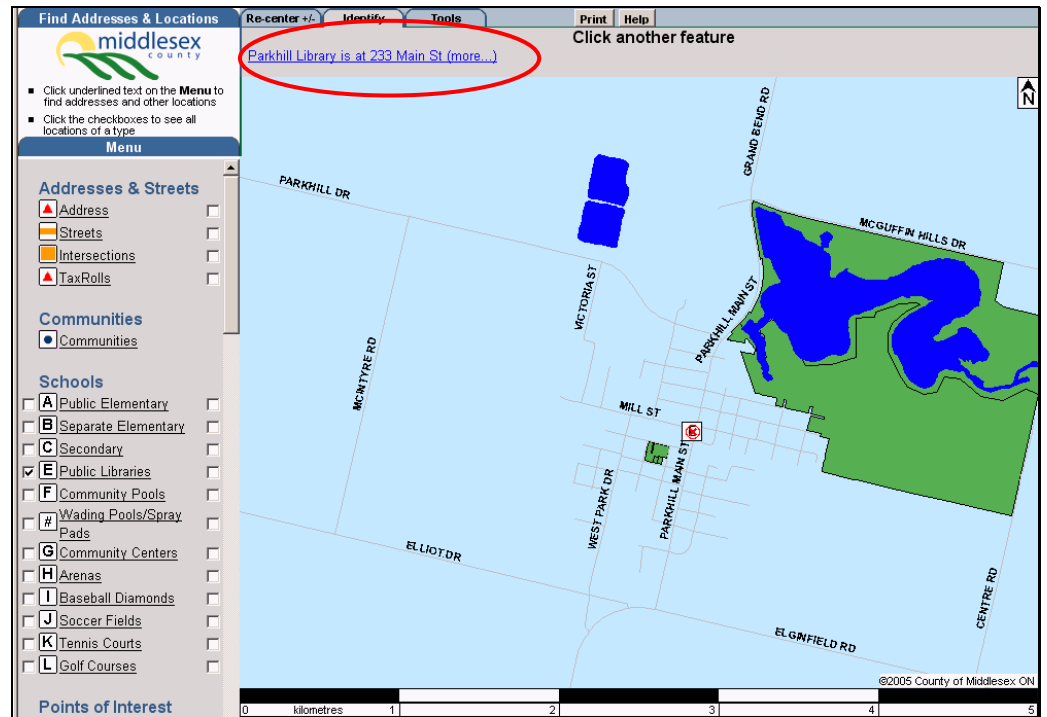 Find Addresses & Locations
Re-center +/-
Identify
Tools
Print
Help
middlesex
county
Click another feature
Parkhill Library is at 233 Main St (more...)
Click underlined text on the Menu to
find addresses and other locations
Click the checkboxes to see all
locations of a type
Menu
Addresses & Streets
Address
Streets
Intersections
TaxRolls
Communities
Communities
Schools
A Public Elementary
B Separate Elementary
C Secondary
E Public Libraries
F Community Pools
# Wading Pools/Spray
Pads
G Community Centers
H Arenas
I Baseball Diamonds
J Soccer Fields
K Tennis Courts
L Golf Courses
Points of Interest
N
GRAND BEND RD
PARKHILL DR
MCGUFFIN HILLS DR
VICTORIA ST
PARKHILL MAIN ST
MCINTYRE RD
MILL ST
E
PARKHILL MAIN ST
WEST PARK DR
ELLIOT DR
CENTRE RD
ELGINFIELD RD
©2005 County of Middlesex ON
0 kilometres 1 2 3 4 5